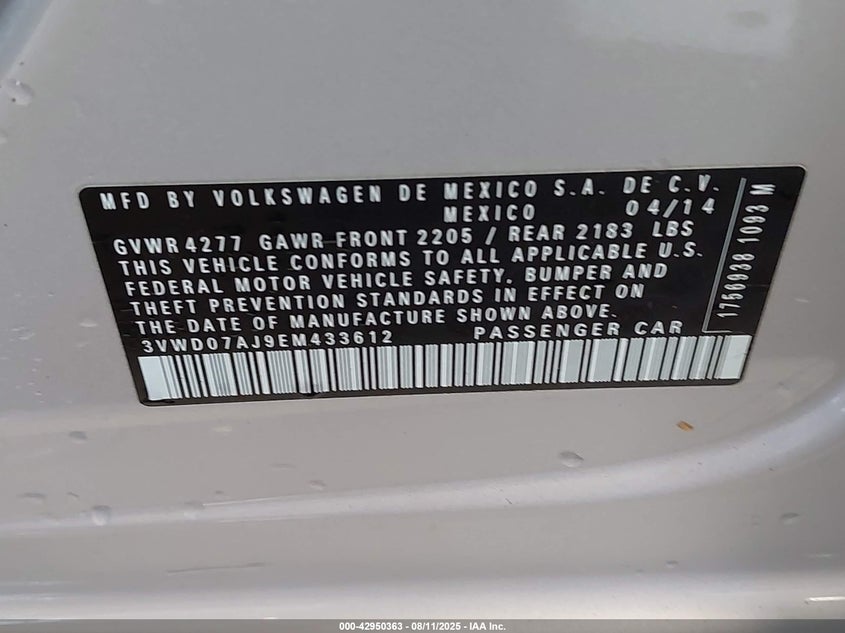 MFD BY VOLKSWAGEN DE MEXICO S.A. DE C.V.
MEXICO 04/14
GVWR 4277 GAWR FRONT 2205 / REAR 2183 LBS
THIS VEHICLE CONFORMS TO ALL APPLICABLE U.S.
FEDERAL MOTOR VEHICLE SAFETY, BUMPER AND
THEFT PREVENTION STANDARDS IN EFFECT ON
THE DATE OF MANUFACTURE SHOWN ABOVE.
3VWD07AJ9EM433612 PASSENGER CAR
1756938 1093 M
000-42950363 - 08/11/2025 - IAA Inc.